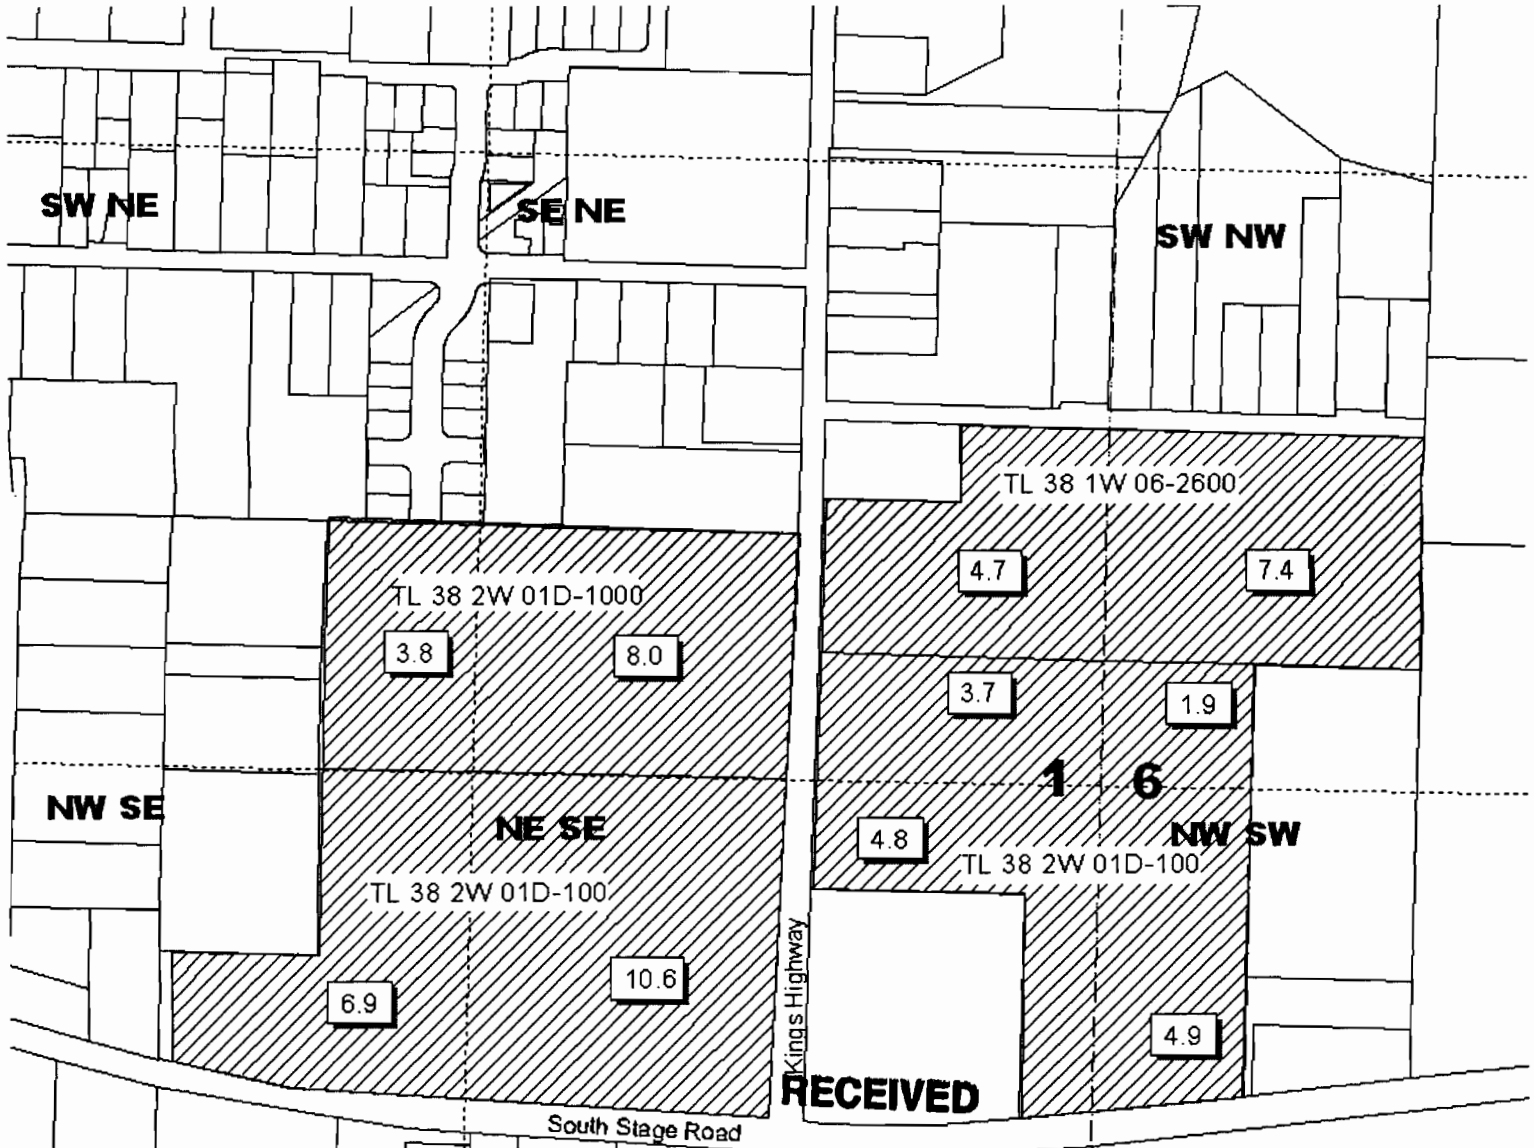 SW NE
SE NE
SW NW
TL 38 1W 06-2600
4.7
7.4
TL 38 2W 01D-1000
3.8
8.0
3.7
1.9
1
6
NW SE
NE SE
4.8
NW SW
TL 38 2W 01D-100
TL 38 2W 01D-100
Kings Highway
6.9
10.6
4.9
RECEIVED
South Stage Road